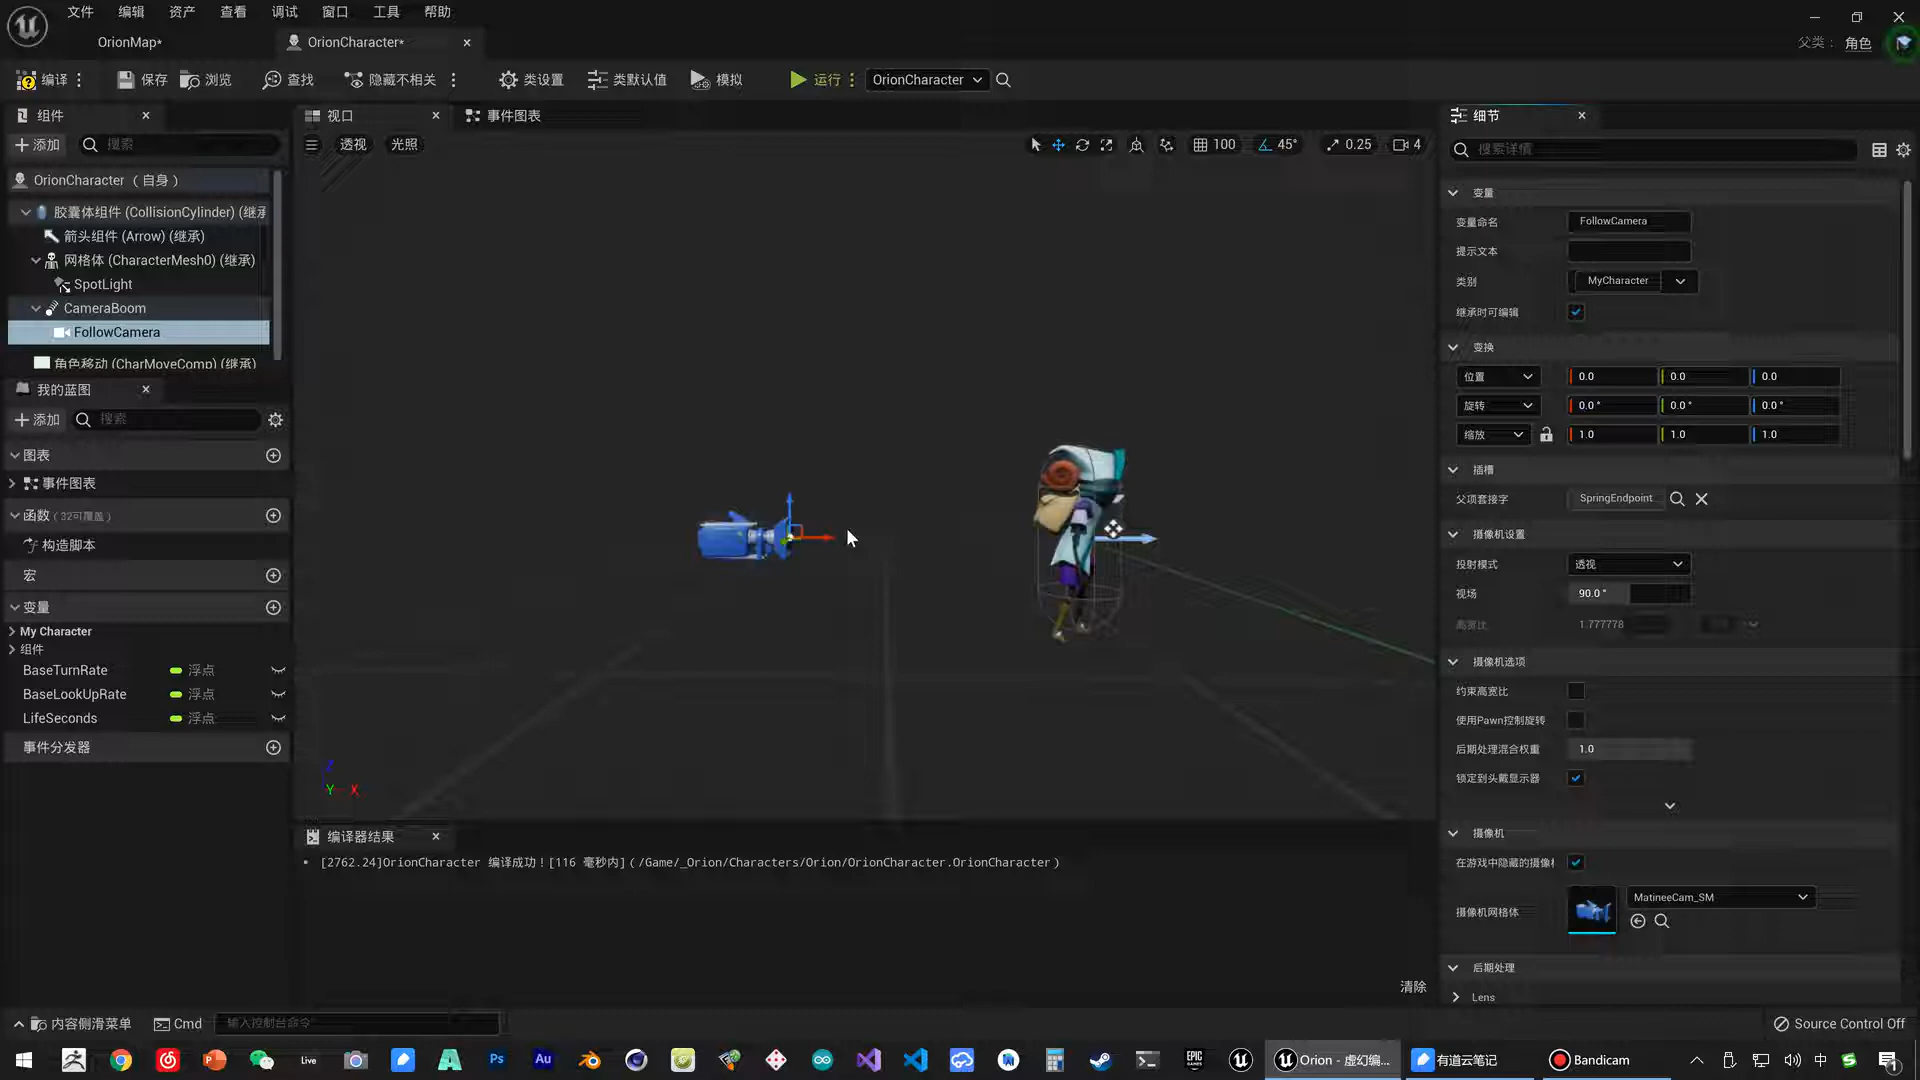 文件 编辑 资产 查看 调试 窗口 工具 帮助
OrionMap* OrionCharacter* 父类: 角色
编译 保存 浏览 查找 隐藏不相关 类设置 类默认值 模拟 运行 OrionCharacter
组件 视口 事件图表 细节
添加 搜索 透视 光照 100 45° 0.25 4 搜索详情
OrionCharacter (自身)
胶囊体组件 (CollisionCylinder) (继承
箭头组件 (Arrow) (继承)
网格体 (CharacterMesh0) (继承)
SpotLight
CameraBoom
FollowCamera
角色移动 (CharMoveComp) (继承)
我的蓝图
添加 搜索
图表
事件图表
函数 (32可覆盖)
构造脚本
宏
变量
My Character
组件
BaseTurnRate 浮点
BaseLookUpRate 浮点
LifeSeconds 浮点
事件分发器
Z
Y X
编译器结果
[2762.24]OrionCharacter 编译成功！[116 毫秒内] (/Game/_Orion/Characters/Orion/OrionCharacter.OrionCharacter)
清除
变量
变量命名 FollowCamera
提示文本
类别 MyCharacter
继承时可编辑
变换
位置 0.0 0.0 0.0
旋转 0.0° 0.0° 0.0°
缩放 1.0 1.0 1.0
插槽
父项套接字 SpringEndpoint
摄像机设置
投射模式 透视
视场 90.0°
高宽比 1.777778
摄像机选项
约束高宽比
使用Pawn控制旋转
后期处理混合权重 1.0
锁定到头戴显示器
摄像机
在游戏中隐藏的摄像机
摄像机网格体 MatineeCam_SM
后期处理
Lens
内容侧滑菜单 Cmd 输入控制台命令 Source Control Off
Live Ps Au EPIC GAMES Orion - 虚幻编... 有道云笔记 Bandicam 中 1